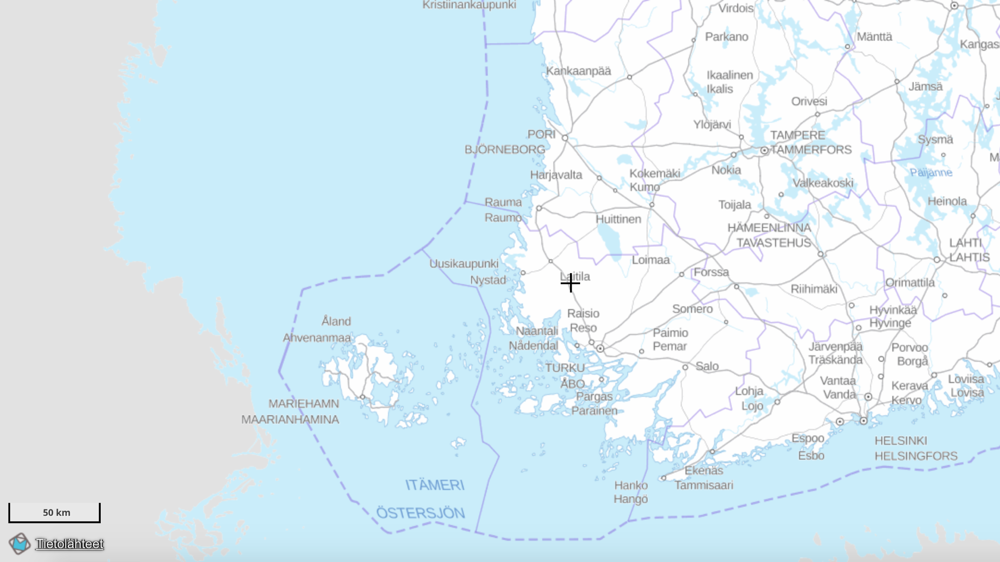 Kristiinankaupunki
Virdois
Parkano
Mänttä
Kankaanpää
Ikaalinen
Ikalis
Jämsä
Orivesi
Ylöjärvi
PORI
BJÖRNEBORG
TAMPERE
TAMMERFORS
Sysmä
Harjavalta
Kokemäki
Kumo
Nokia
Päijänne
Valkeakoski
Rauma
Raumo
Toijala
Heinola
Huittinen
HÄMEENLINNA
TAVASTEHUS
LAHTI
LAHTIS
Uusikaupunki
Nystad
Loimaa
Laitila
Forssa
Orimattila
Riihimäki
Åland
Ahvenanmaa
Raisio
Reso
Somero
Hyvinkää
Hyvinge
Naantali
Nådendal
Paimio
Pemar
Järvenpää
Träskända
Porvoo
Borgå
TURKU
ÅBO
Salo
Pargas
Parainen
Lohja
Lojo
Vantaa
Vanda
Kerava
Kervo
Loviisa
Lovisa
MARIEHAMN
MAARIANHAMINA
Espoo
Esbo
HELSINKI
HELSINGFORS
Ekenäs
Tammisaari
Hanko
Hangö
ITÄMERI
ÖSTERSJÖN
50 km
Tietolähteet